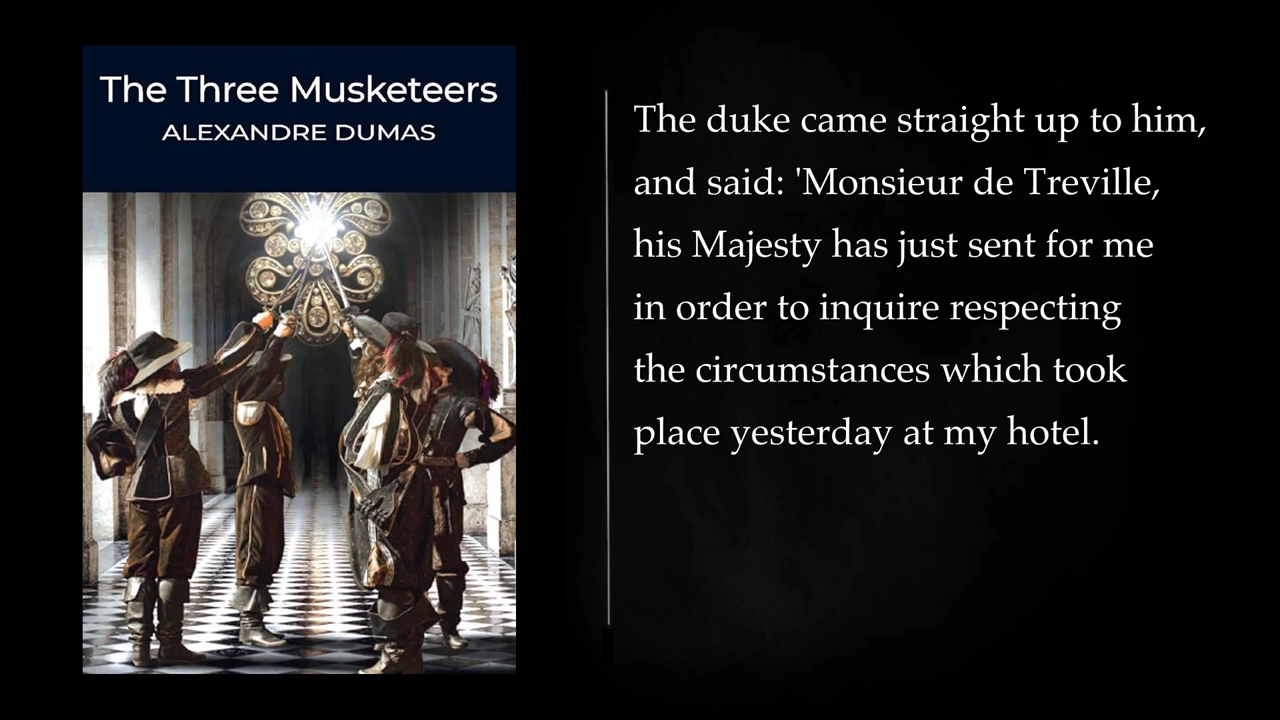 The Three Musketeers
ALEXANDRE DUMAS
The duke came straight up to him,
and said: 'Monsieur de Treville,
his Majesty has just sent for me
in order to inquire respecting
the circumstances which took
place yesterday at my hotel.